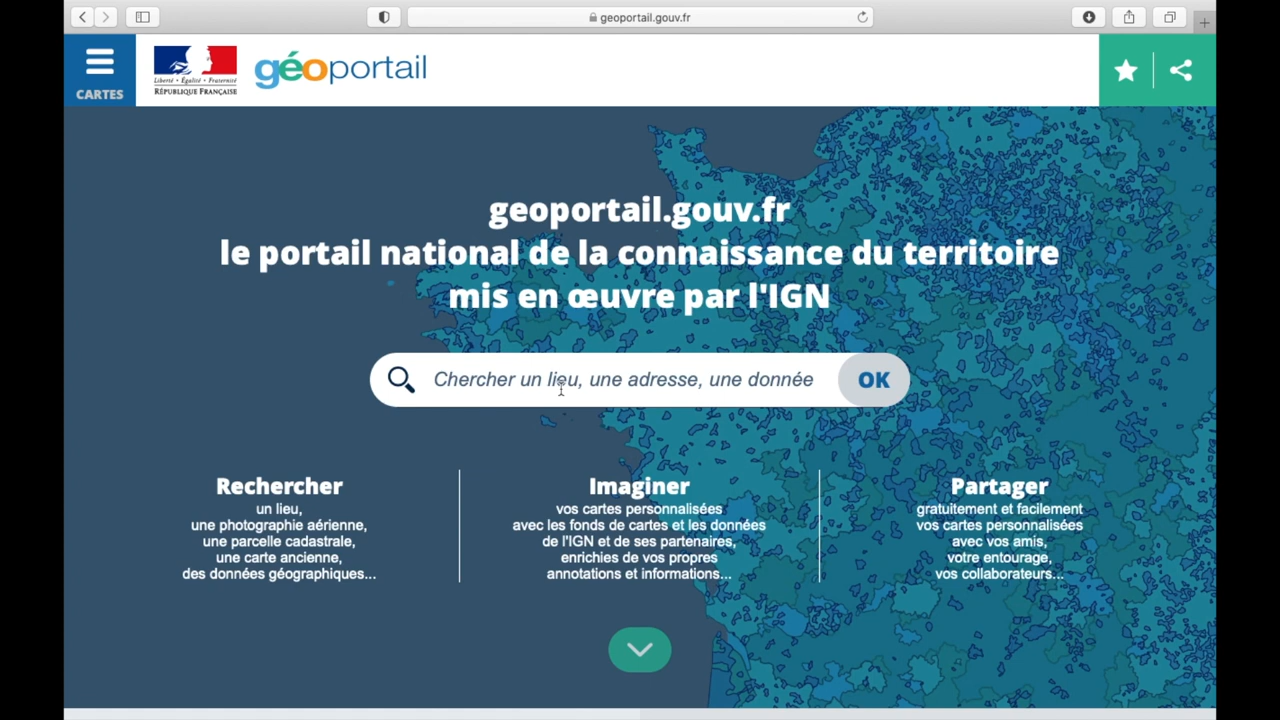 geoportail.gouv.fr
CARTES
Liberté • Égalité • Fraternité
RÉPUBLIQUE FRANÇAISE
géoportail
geoportail.gouv.fr
le portail national de la connaissance du territoire
mis en œuvre par l'IGN
Chercher un lieu, une adresse, une donnée
OK
Rechercher
un lieu,
une photographie aérienne,
une parcelle cadastrale,
une carte ancienne,
des données géographiques...
Imaginer
vos cartes personnalisées
avec les fonds de cartes et les données
de l'IGN et de ses partenaires,
enrichies de vos propres
annotations et informations...
Partager
gratuitement et facilement
vos cartes personnalisées
avec vos amis,
votre entourage,
vos collaborateurs...